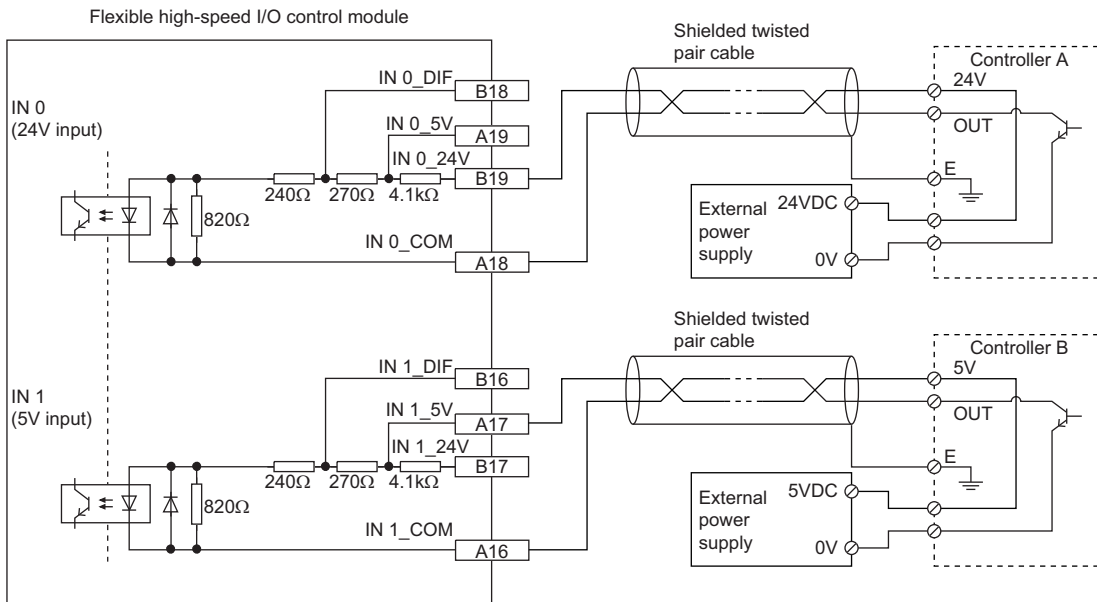 Flexible high-speed I/O control module
Shielded twisted
pair cable
Controller A
24V
OUT
E
IN 0_DIF
B18
IN 0
(24V input)
IN 0_5V
A19
IN 0_24V
B19
240Ω
270Ω
4.1kΩ
820Ω
IN 0_COM
A18
External
power
supply
24VDC
0V
Shielded twisted
pair cable
Controller B
5V
OUT
E
IN 1_DIF
B16
IN 1
(5V input)
IN 1_5V
A17
IN 1_24V
B17
240Ω
270Ω
4.1kΩ
820Ω
IN 1_COM
A16
External
power
supply
5VDC
0V